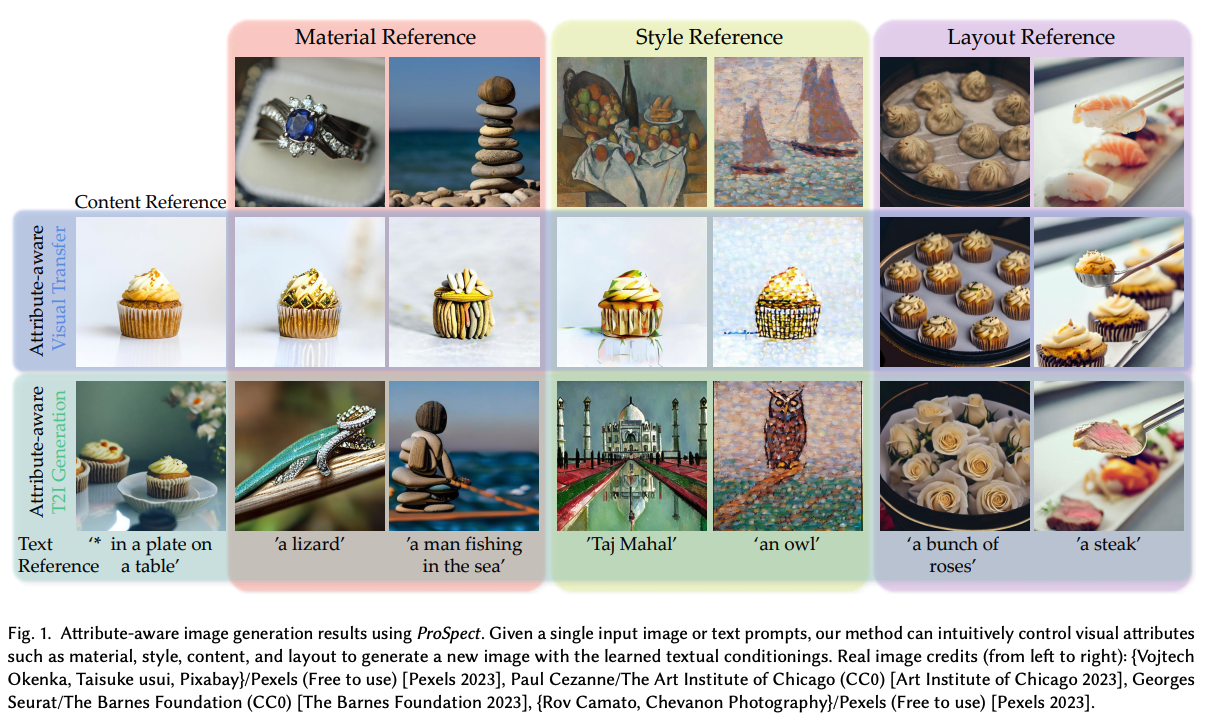 Material Reference
Style Reference
Layout Reference
Content Reference
Attribute-aware
Visual Transfer
Attribute-aware
T2I Generation
Text
Reference
‘* in a plate on
a table’
’a lizard’
’a man fishing
in the sea’
’Taj Mahal’
‘an owl’
‘a bunch of
roses’
‘a steak’
Fig. 1. Attribute-aware image generation results using ProSpect. Given a single input image or text prompts, our method can intuitively control visual attributes
such as material, style, content, and layout to generate a new image with the learned textual conditionings. Real image credits (from left to right): {Vojtech
Okenka, Taisuke usui, Pixabay}/Pexels (Free to use) [Pexels 2023], Paul Cezanne/The Art Institute of Chicago (CC0) [Art Institute of Chicago 2023], Georges
Seurat/The Barnes Foundation (CC0) [The Barnes Foundation 2023], {Rov Camato, Chevanon Photography}/Pexels (Free to use) [Pexels 2023].